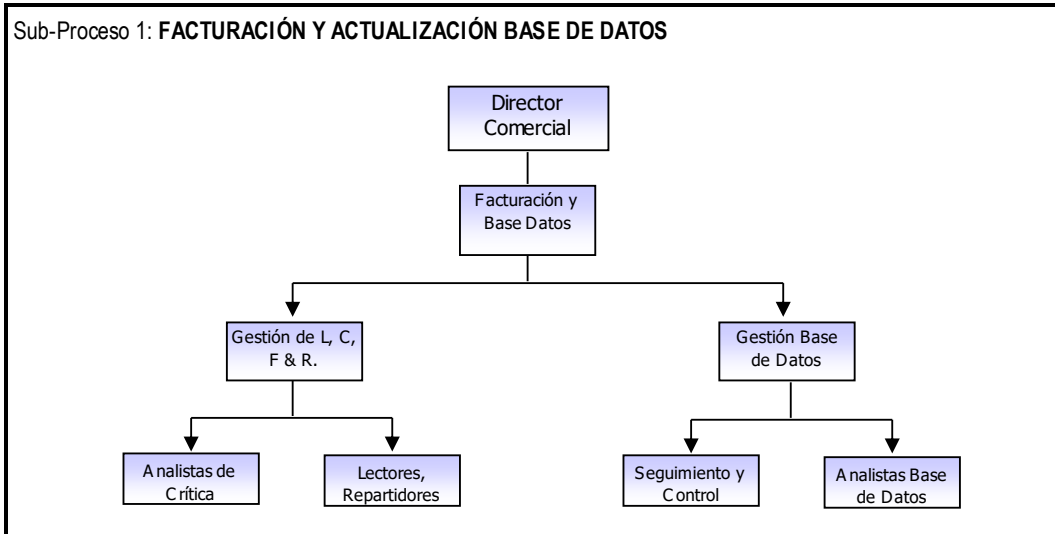 Sub-Proceso 1: FACTURACIÓN Y ACTUALIZACIÓN BASE DE DATOS
Director
Comercial
Facturación y
Base Datos
Gestión de L, C,
F & R.
Gestión Base
de Datos
Analistas de
Crítica
Lectores,
Repartidores
Seguimiento y
Control
Analistas Base
de Datos